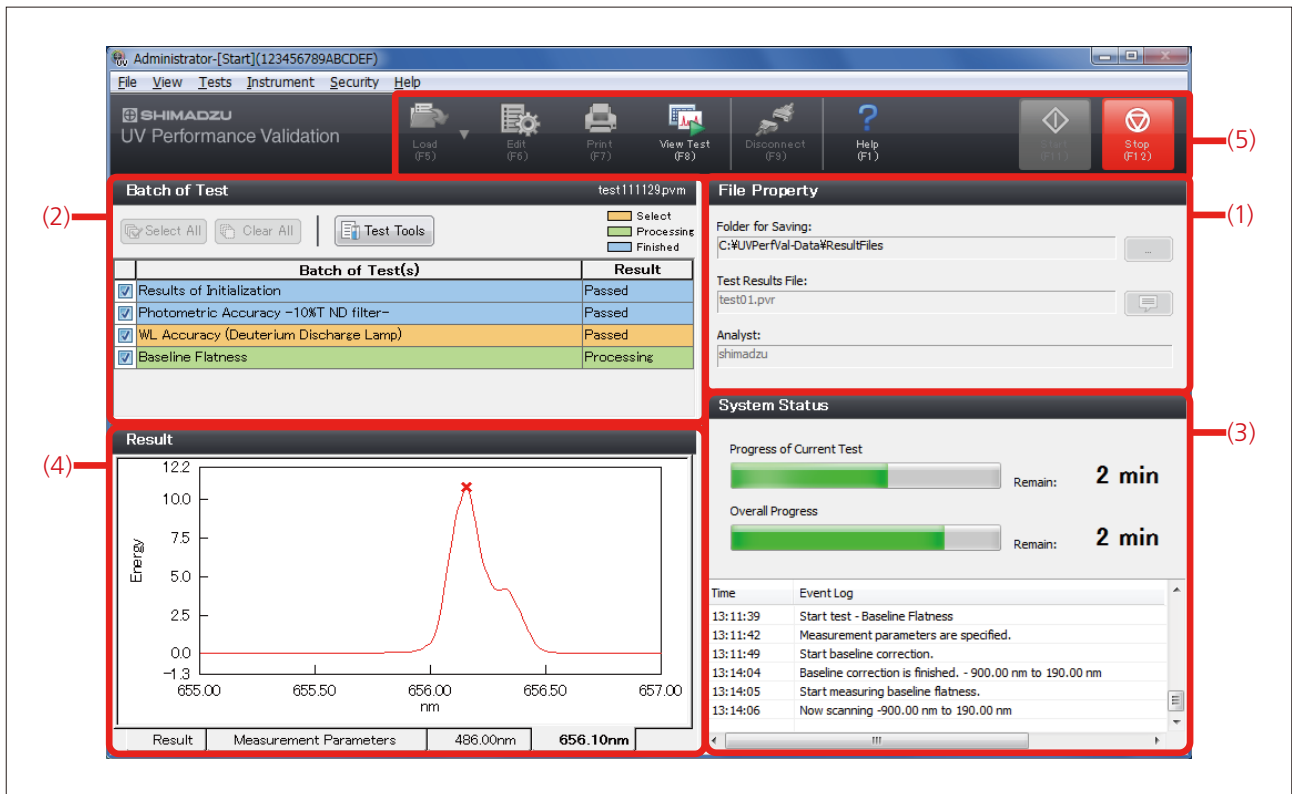 Administrator-[Start](123456789ABCDEF)
File View Tests Instrument Security Help
SHIMADZU
UV Performance Validation
Load (F5)
Edit (F6)
Print (F7)
View Test (F8)
Disconnect (F9)
Help (F1)
Start (F11)
Stop (F12)
(5)
Batch of Test test111129.pvm
(2)
Select All Clear All Test Tools
Select
Processing
Finished
Batch of Test(s) Result
Results of Initialization Passed
Photometric Accuracy -10%T ND filter- Passed
WL Accuracy (Deuterium Discharge Lamp) Passed
Baseline Flatness Processing
File Property
(1)
Folder for Saving:
C:¥UVPerfVal-Data¥ResultFiles
...
Test Results File:
test01.pvr
Analyst:
shimadzu
Result
(4)
12.2
10.0
7.5
5.0
2.5
0.0
-1.3
Energy
655.00 655.50 656.00 656.50 657.00
nm
Result Measurement Parameters 486.00nm 656.10nm
System Status
(3)
Progress of Current Test
Remain: 2 min
Overall Progress
Remain: 2 min
Time Event Log
13:11:39 Start test - Baseline Flatness
13:11:42 Measurement parameters are specified.
13:11:49 Start baseline correction.
13:14:04 Baseline correction is finished. - 900.00 nm to 190.00 nm
13:14:05 Start measuring baseline flatness.
13:14:06 Now scanning -900.00 nm to 190.00 nm